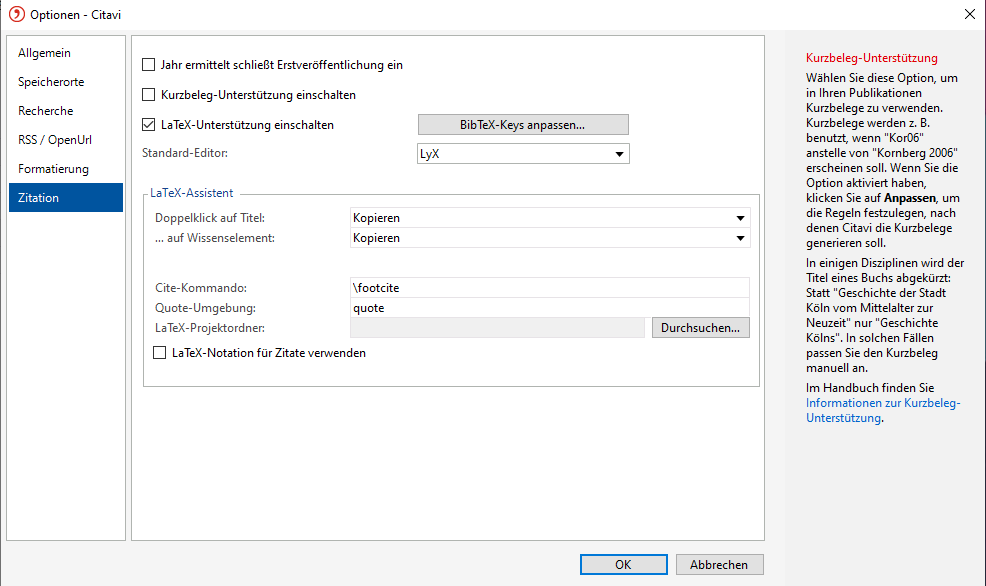 Optionen - Citavi
Allgemein
Speicherorte
Recherche
RSS / OpenUrl
Formatierung
Zitation
Jahr ermittelt schließt Erstveröffentlichung ein
Kurzbeleg-Unterstützung einschalten
LaTeX-Unterstützung einschalten
BibTeX-Keys anpassen...
Standard-Editor:
LyX
LaTeX-Assistent
Doppelklick auf Titel:
Kopieren
... auf Wissenselement:
Kopieren
Cite-Kommando:
\footcite
Quote-Umgebung:
quote
LaTeX-Projektordner:
Durchsuchen...
LaTeX-Notation für Zitate verwenden
Kurzbeleg-Unterstützung
Wählen Sie diese Option, um
in Ihren Publikationen
Kurzbelege zu verwenden.
Kurzbelege werden z. B.
benutzt, wenn "Kor06"
anstelle von "Kornberg 2006"
erscheinen soll. Wenn Sie die
Option aktiviert haben,
klicken Sie auf Anpassen, um
die Regeln festzulegen, nach
denen Citavi die Kurzbelege
generieren soll.
In einigen Disziplinen wird der
Titel eines Buchs abgekürzt:
Statt "Geschichte der Stadt
Köln vom Mittelalter zur
Neuzeit" nur "Geschichte
Kölns". In solchen Fällen
passen Sie den Kurzbeleg
manuell an.
Im Handbuch finden Sie
Informationen zur Kurzbeleg-
Unterstützung.
OK
Abbrechen